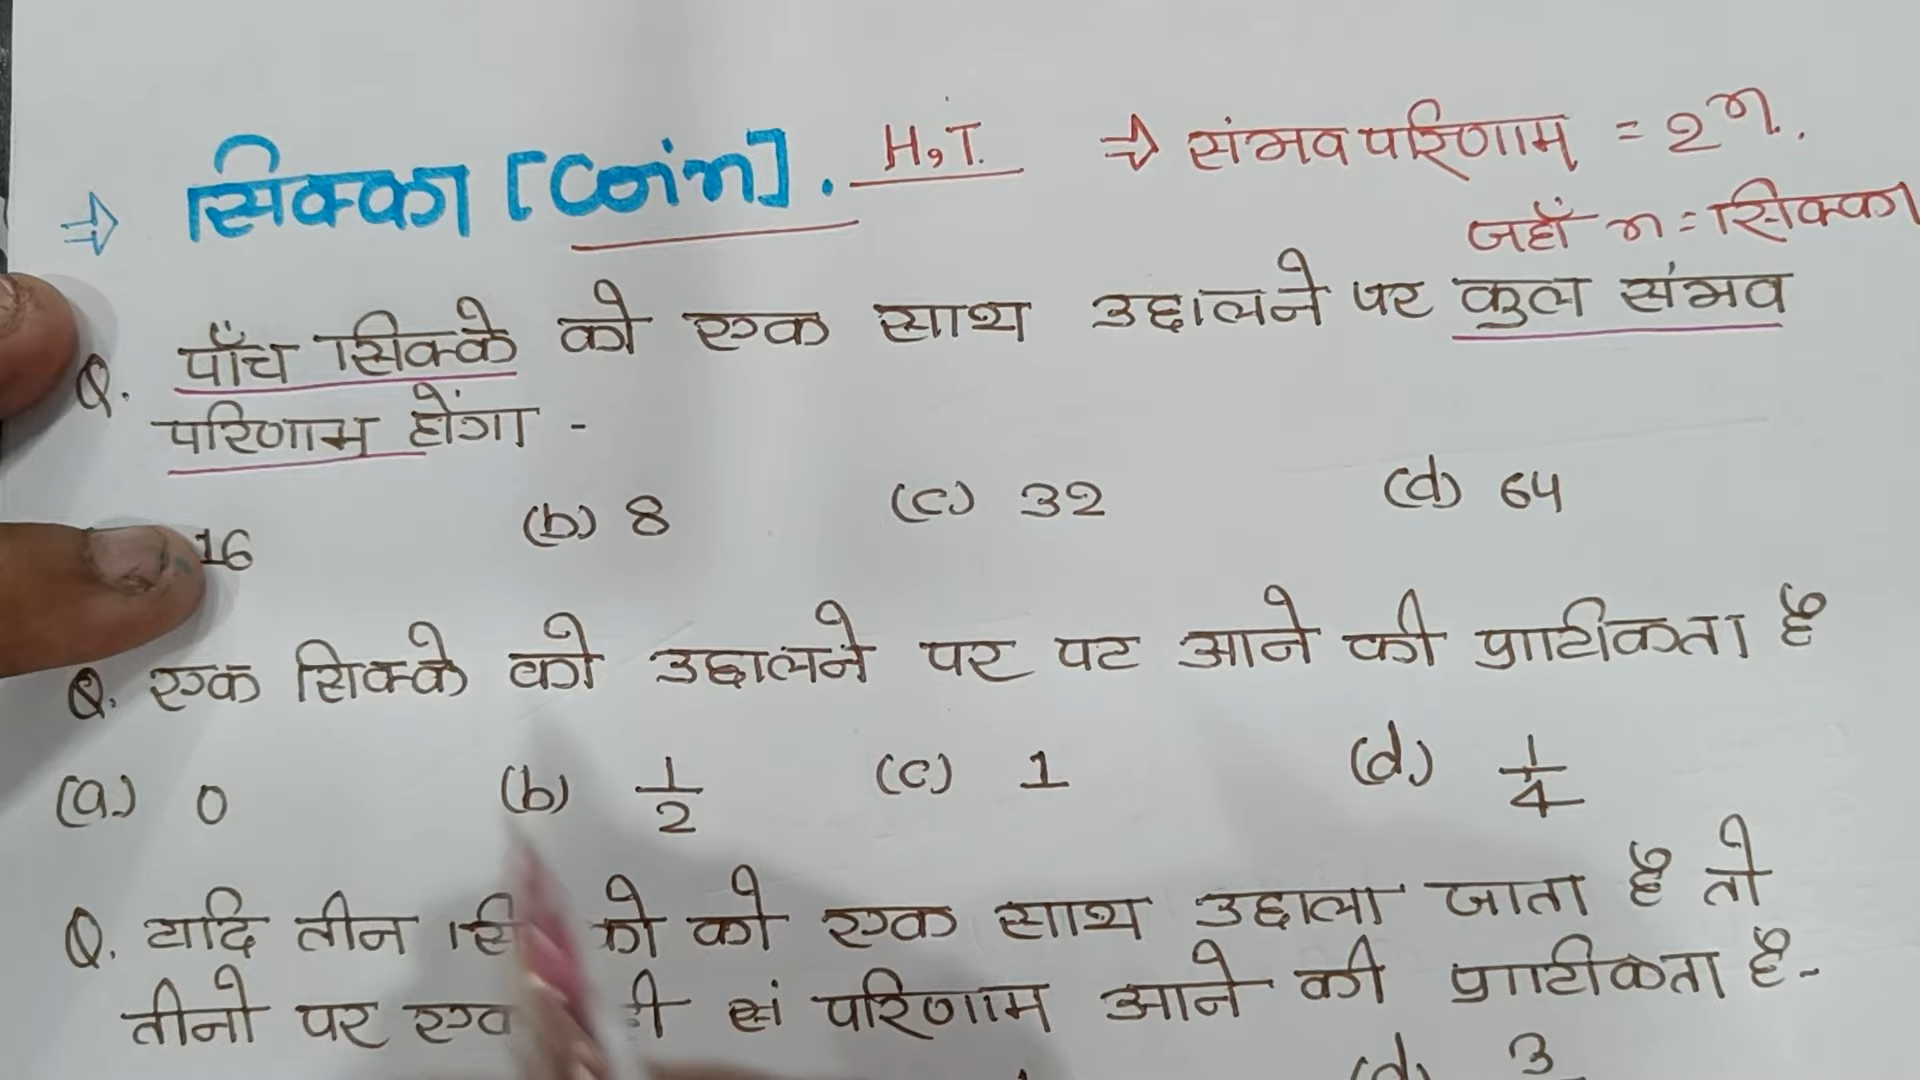 ⇒ सिक्का [Coin]. H,T. ⇒ संभव परिणाम = 2ⁿ.
जहाँ n = सिक्का
Q. पाँच सिक्के को एक साथ उछालने पर कुल संभव
परिणाम होंगा -
16 (b) 8 (c) 32 (d) 64
Q. एक सिक्के को उछालने पर पट आने की प्रायीकता है
(a) 0 (b) 1/2 (c) 1 (d) 1/4
Q. यदि तीन को एक साथ उछाला जाता है तो
तीनो पर परिणाम आने की प्रायीकता है-
(d) 3